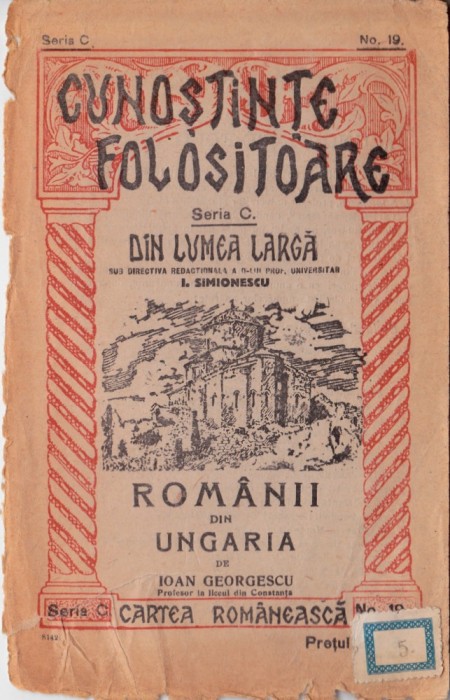 Seria C. No. 19.
CUNOȘTINȚE
FOLOSITOARE
Seria C.
DIN LUMEA LARGĂ
SUB DIRECTIVA REDACȚIONALĂ A D-LUI PROF. UNIVERSITAR
I. SIMIONESCU
ROMÂNII
DIN
UNGARIA
DE
IOAN GEORGESCU
Profesor la liceul din Constanța
Seria C CARTEA ROMÂNEASCĂ No. 19
Prețul
5.